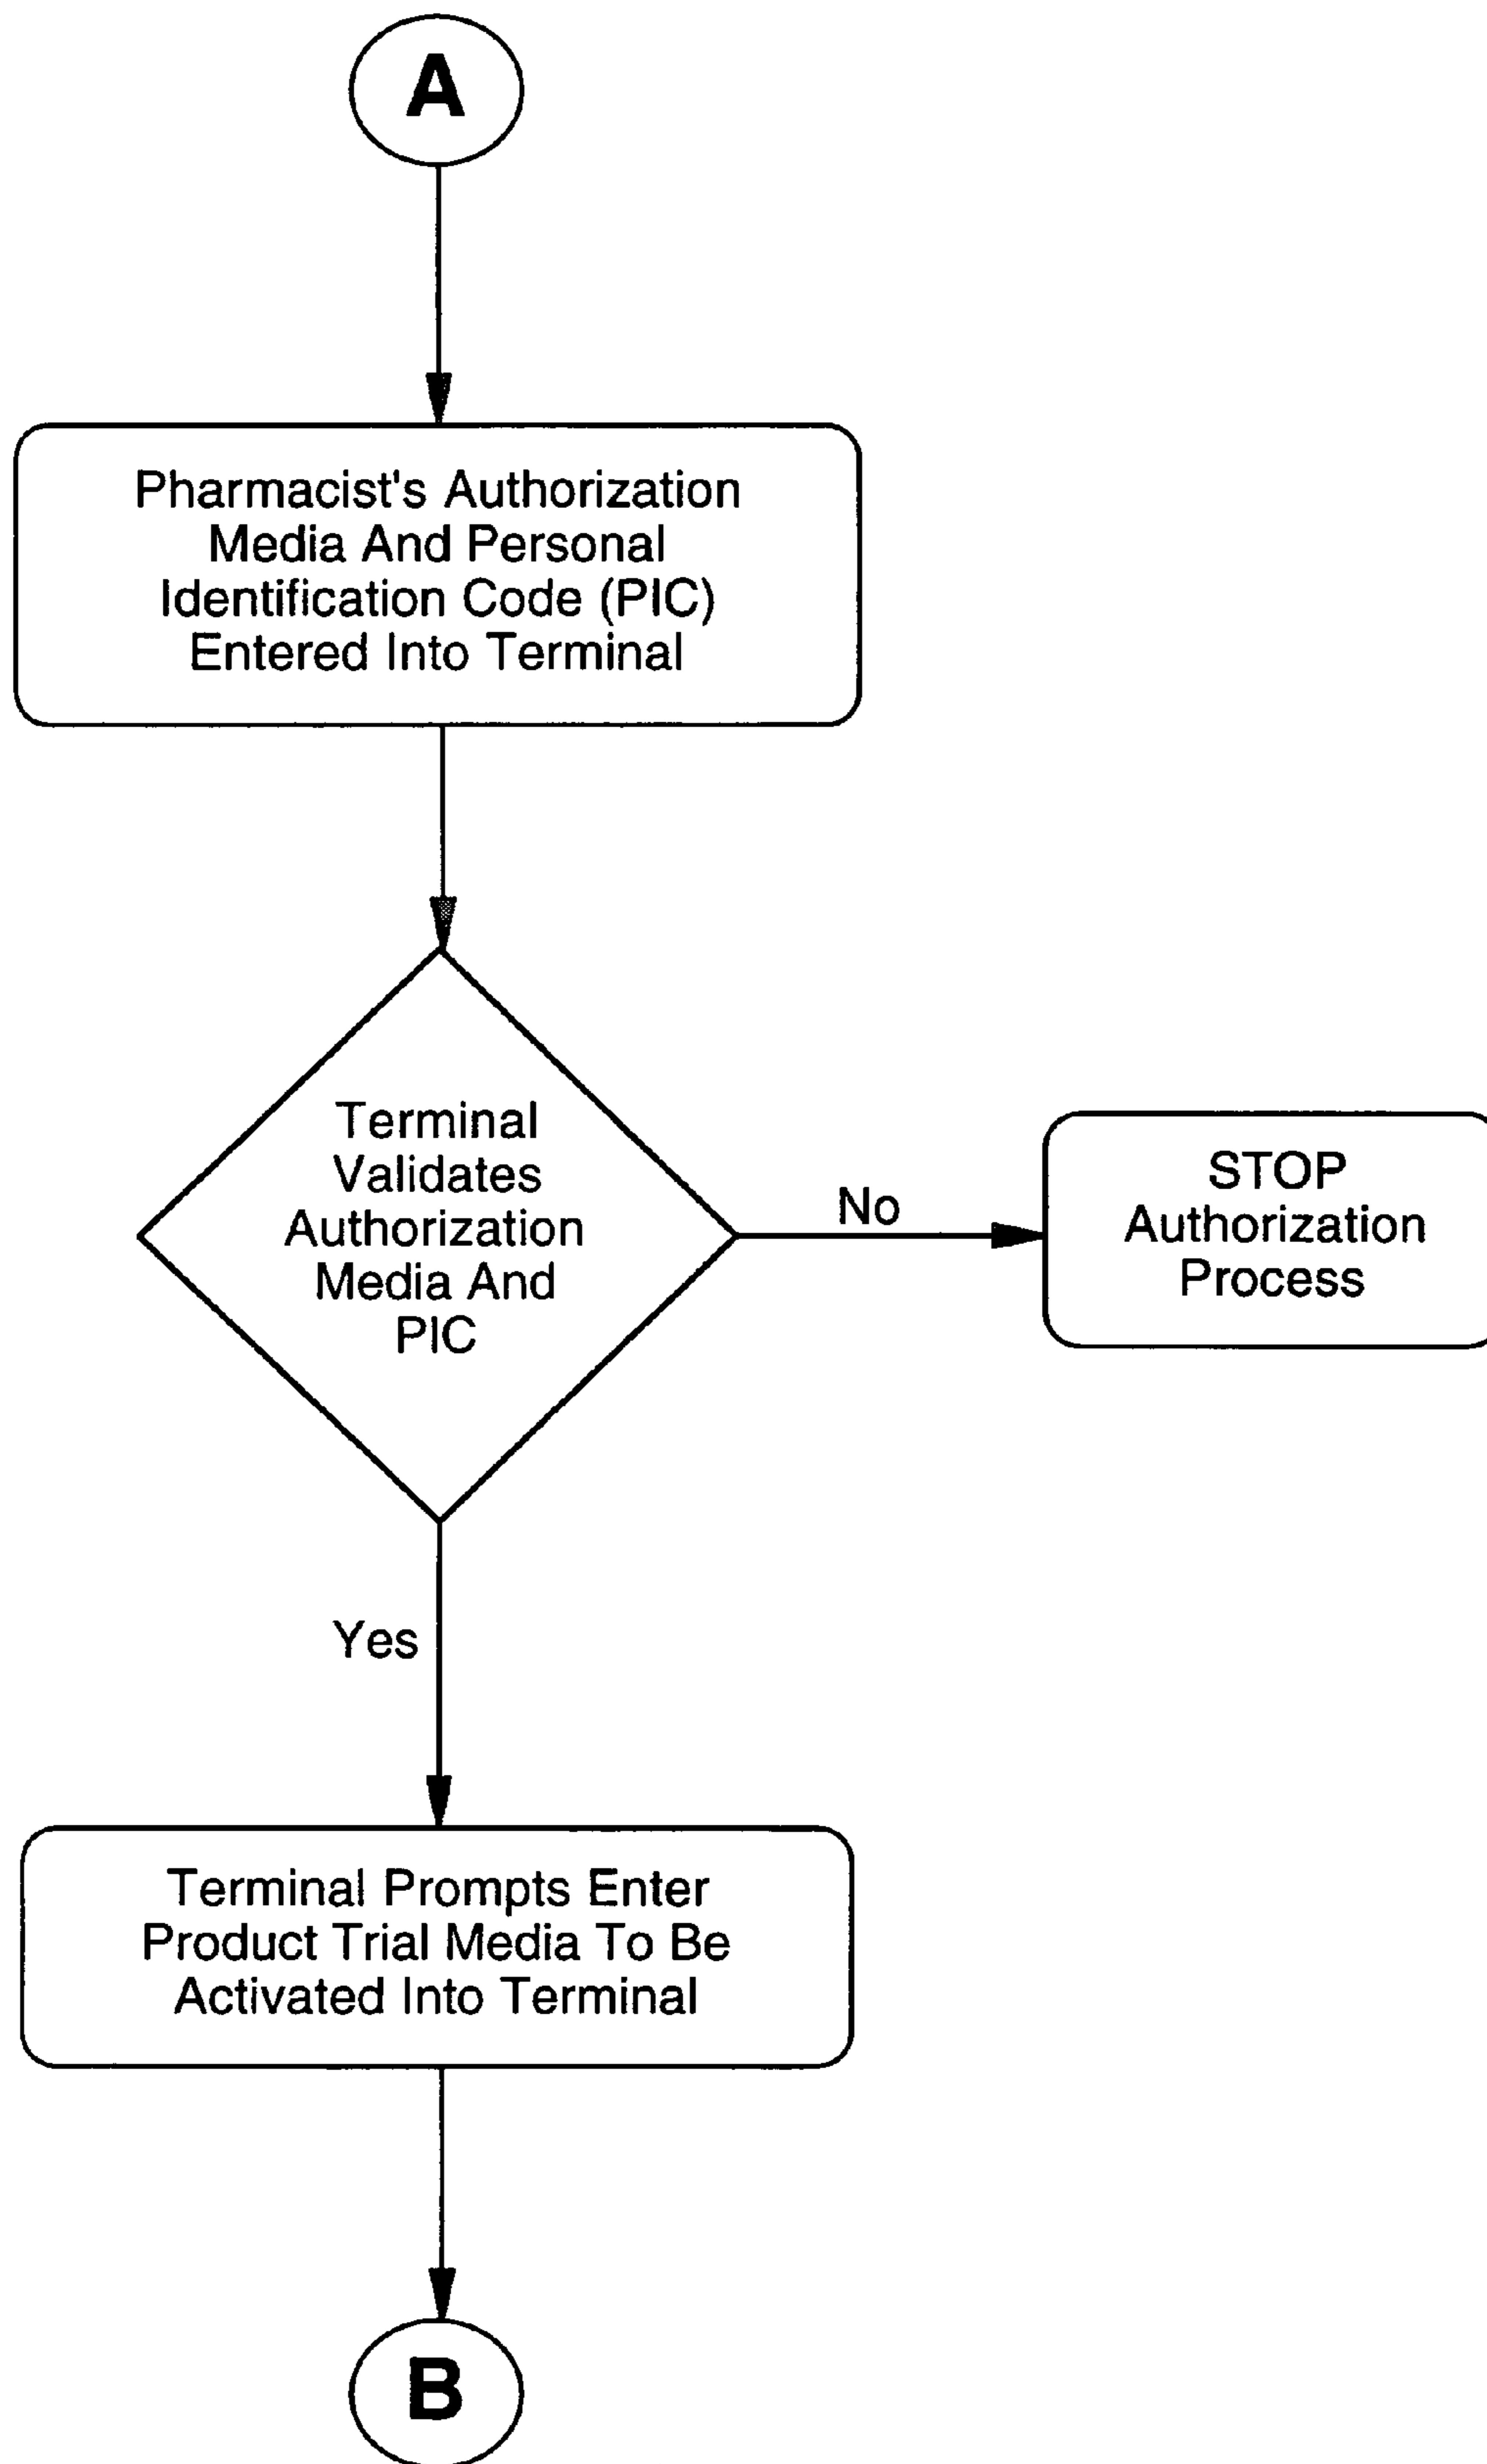 A
Pharmacist's Authorization
Media And Personal
Identification Code (PIC)
Entered Into Terminal
Terminal
Validates
Authorization
Media And
PIC
No
STOP
Authorization
Process
Yes
Terminal Prompts Enter
Product Trial Media To Be
Activated Into Terminal
B